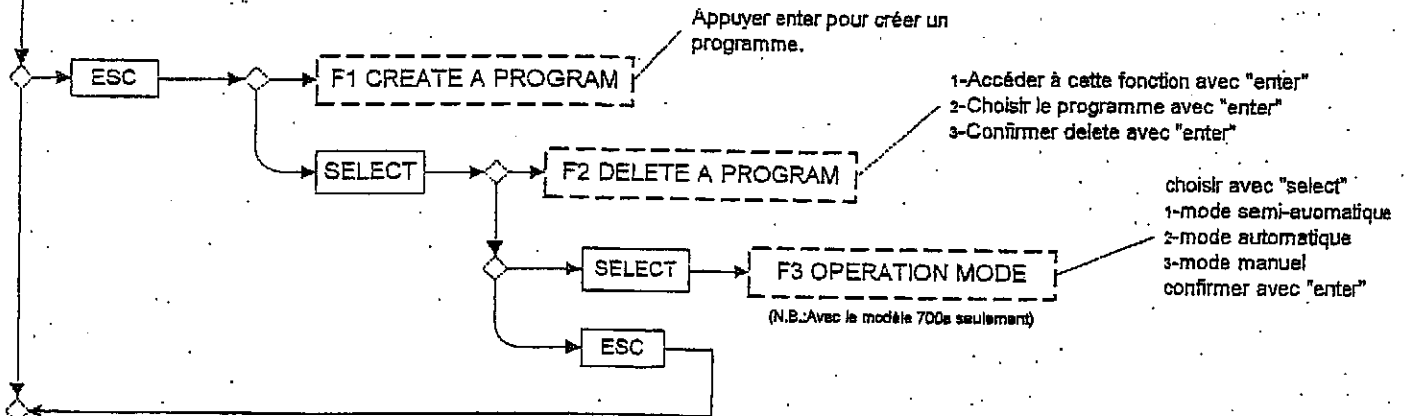 Appuyer enter pour créer un
programme.
ESC
F1 CREATE A PROGRAM
1-Accéder à cette fonction avec "enter"
2-Choisir le programme avec "enter"
3-Confirmer delete avec "enter"
SELECT
F2 DELETE A PROGRAM
choisir avec "select"
1-mode semi-auomatique
2-mode automatique
3-mode manuel
confirmer avec "enter"
SELECT
F3 OPERATION MODE
(N.B.:Avec le modèle 700e seulement)
ESC